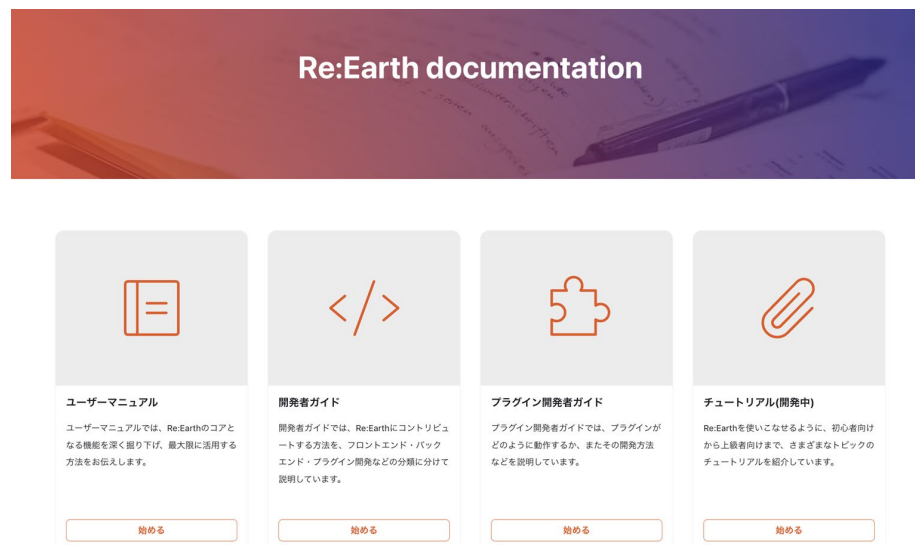 Re:Earth documentation
ユーザーマニュアル
ユーザーマニュアルでは、Re:Earthのコアと
なる機能を深く掘り下げ、最大限に活用する
方法をお伝えします。
始める
開発者ガイド
開発者ガイドでは、Re:Earthにコントリビュ
ートする方法を、フロントエンド・バック
エンド・プラグイン開発などの分類に分けて
説明しています。
始める
プラグイン開発者ガイド
プラグイン開発者ガイドでは、プラグインが
どのように動作するか、またその開発方法
などを説明しています。
始める
チュートリアル(開発中)
Re:Earthを使いこなせるように、初心者向け
から上級者向けまで、さまざまなトピックの
チュートリアルを紹介しています。
始める